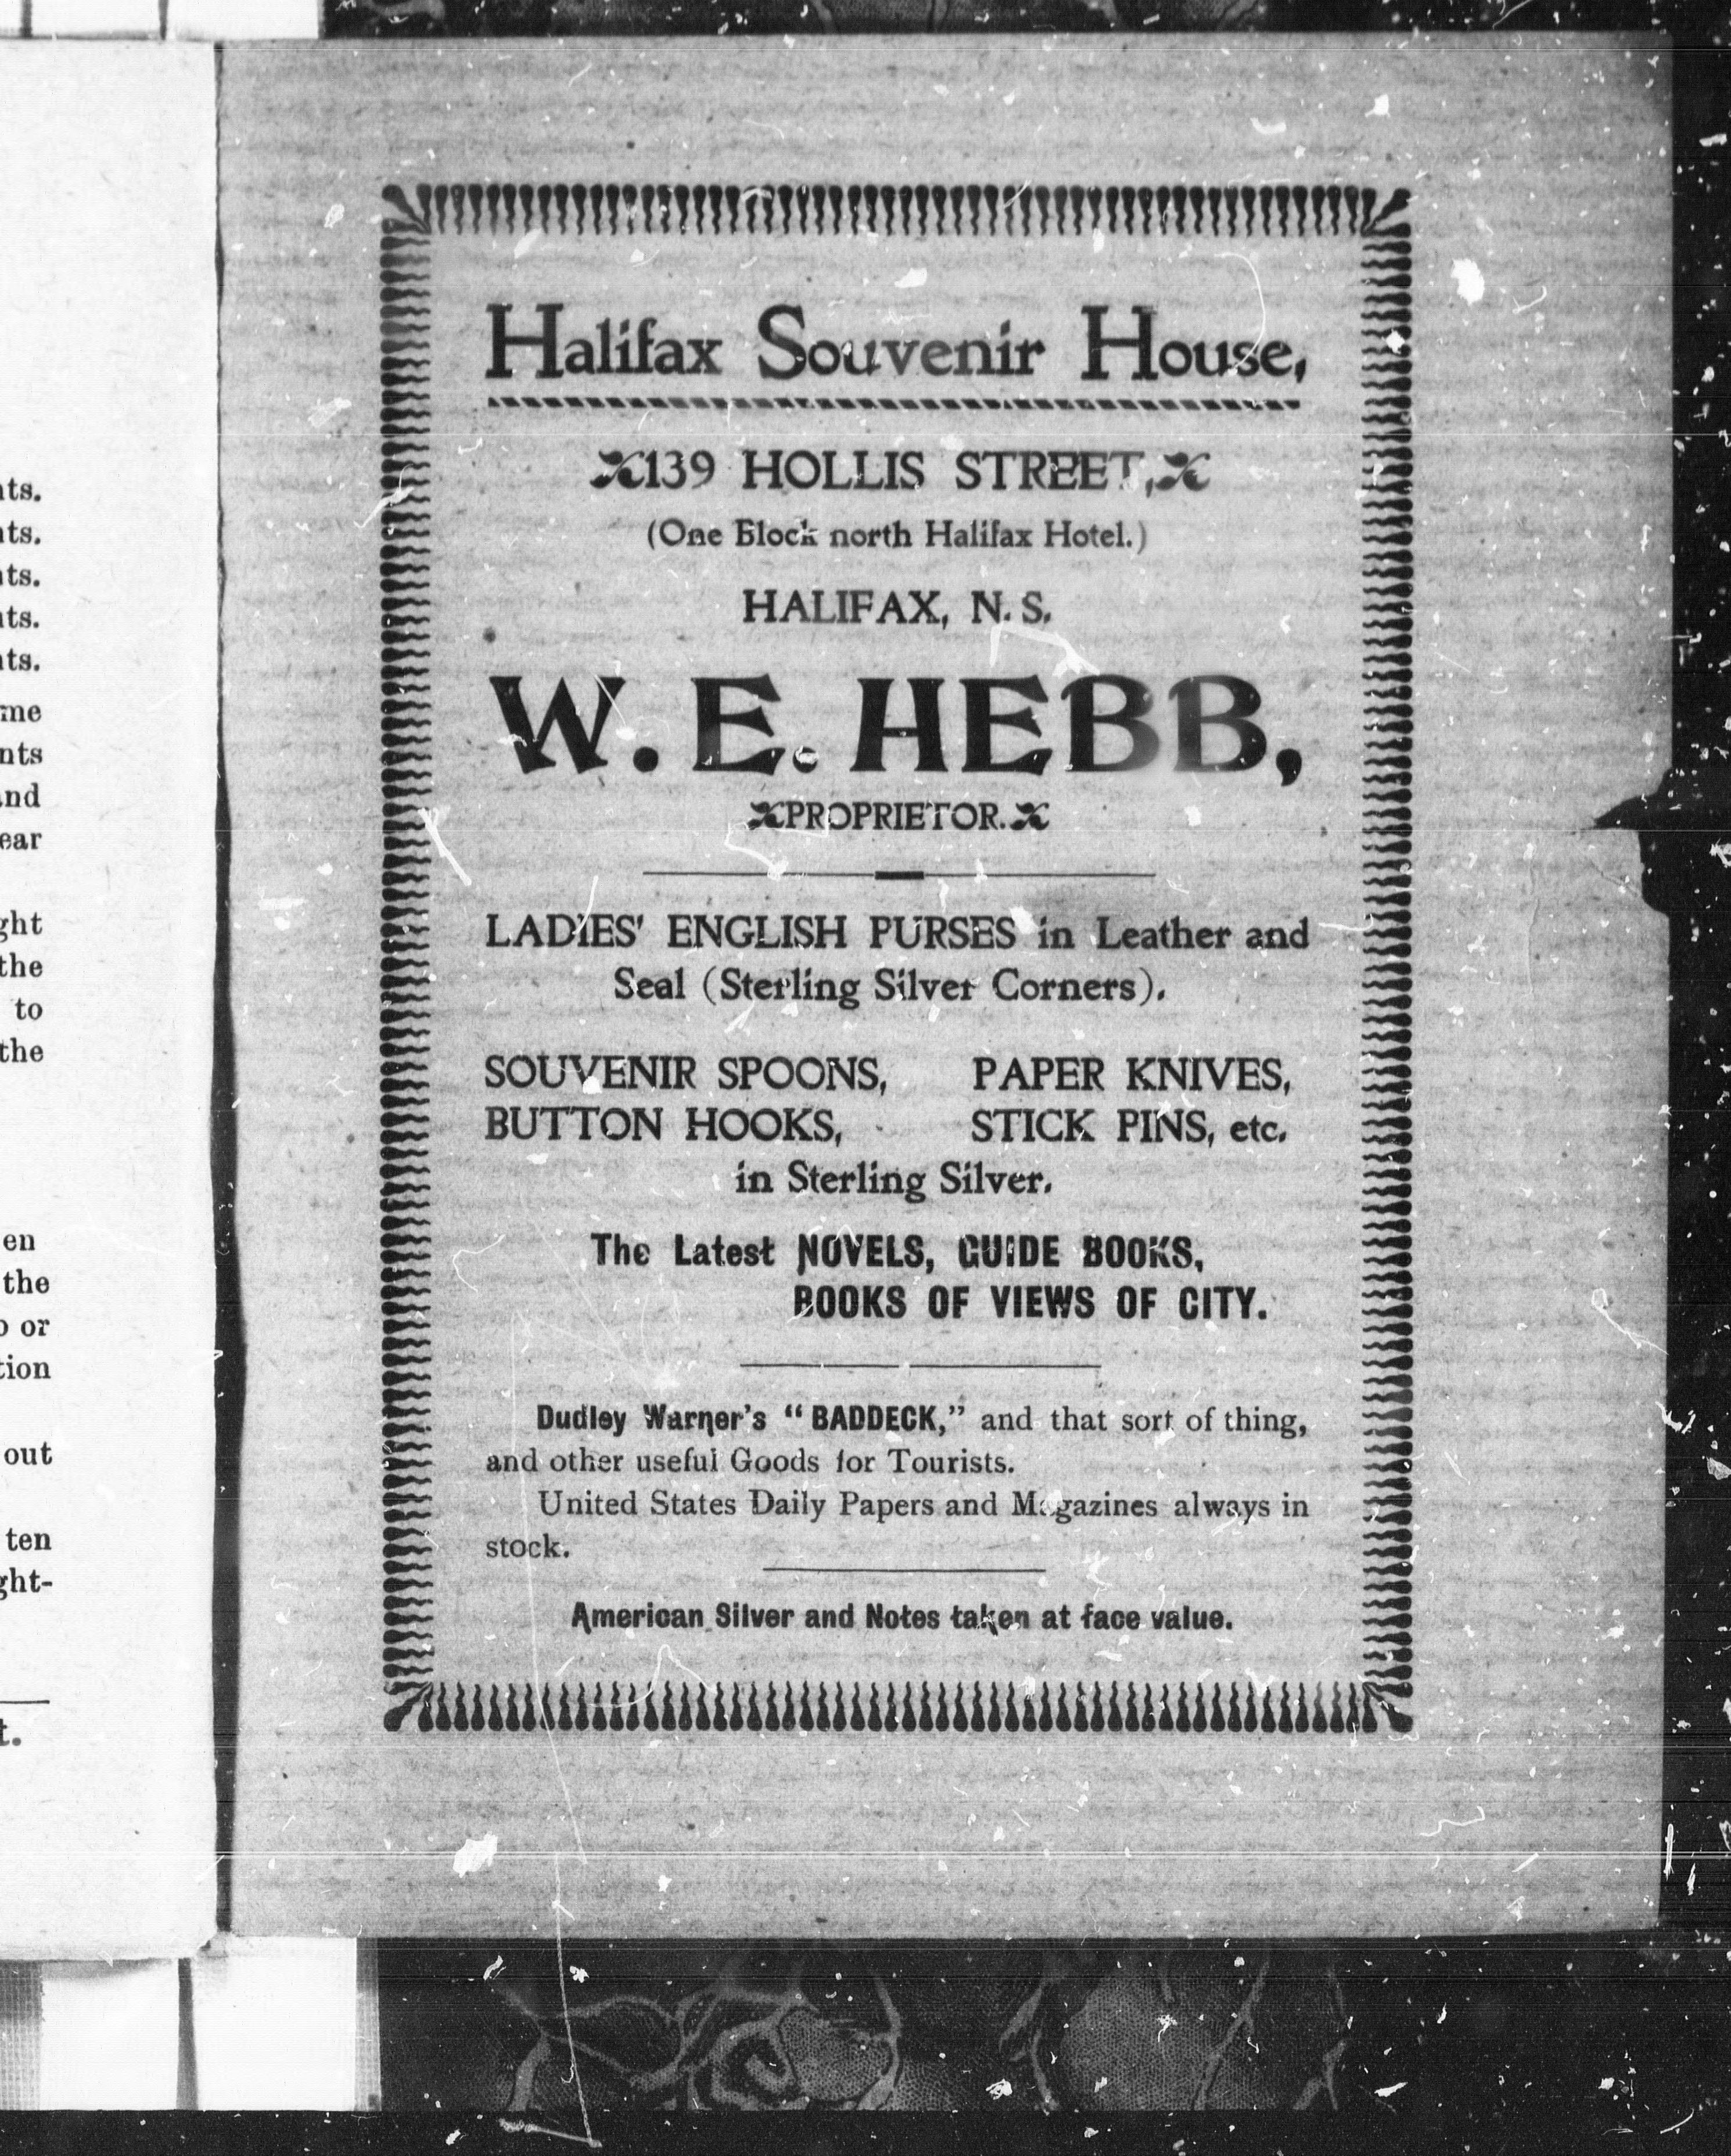 nts.
nts.
nts.
nts.
nts.
me
nts
and
ear
ght
the
to
the
en
the
o or
tion
out
ten
ght-
t.
Halifax Souvenir House,
139 HOLLIS STREET,
(One Block north Halifax Hotel.)
HALIFAX, N. S.
W. E. HEBB,
PROPRIETOR.
LADIES' ENGLISH PURSES in Leather and
Seal (Sterling Silver Corners).
SOUVENIR SPOONS, PAPER KNIVES,
BUTTON HOOKS, STICK PINS, etc.
in Sterling Silver.
The Latest NOVELS, GUIDE BOOKS,
BOOKS OF VIEWS OF CITY.
Dudley Warner's "BADDECK," and that sort of thing,
and other useful Goods for Tourists.
United States Daily Papers and Magazines always in
stock.
American Silver and Notes taken at face value.